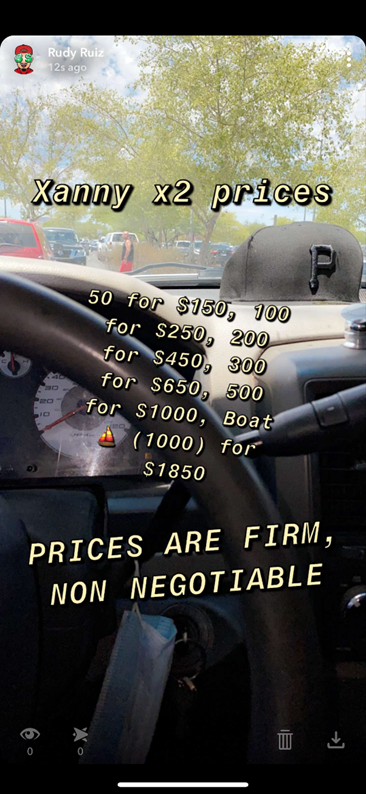 Rudy Ruiz
12s ago
Xanny x2 prices
P
50 for $150, 100
for $250, 200
for $450, 300
for $650, 500
for $1000, Boat
⛵ (1000) for
$1850
PRICES ARE FIRM,
NON NEGOTIABLE
0 0